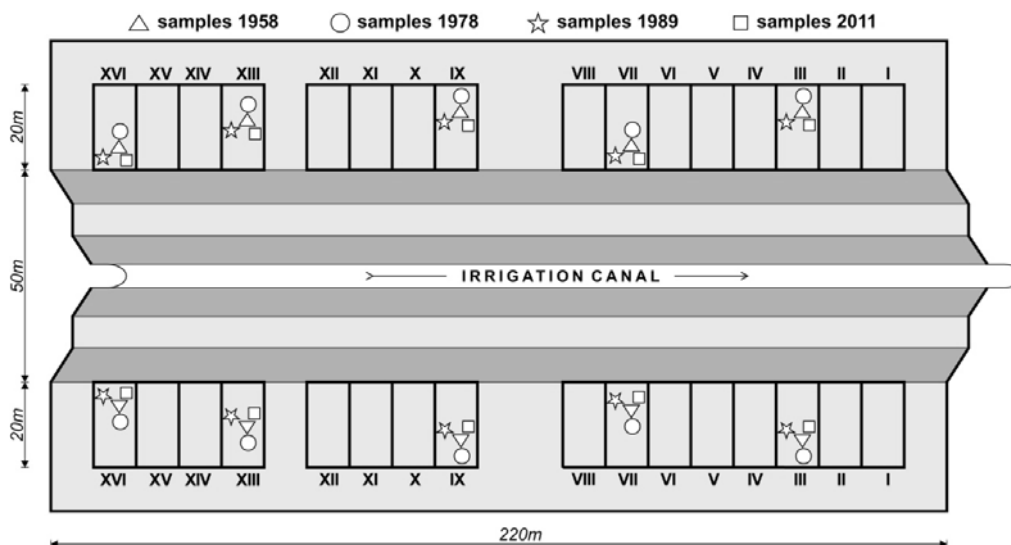 samples 1958 samples 1978 samples 1989 samples 2011
XVI XV XIV XIII XII XI X IX VIII VII VI V IV III II I
20m
50m
IRRIGATION CANAL
20m
XVI XV XIV XIII XII XI X IX VIII VII VI V IV III II I
220m